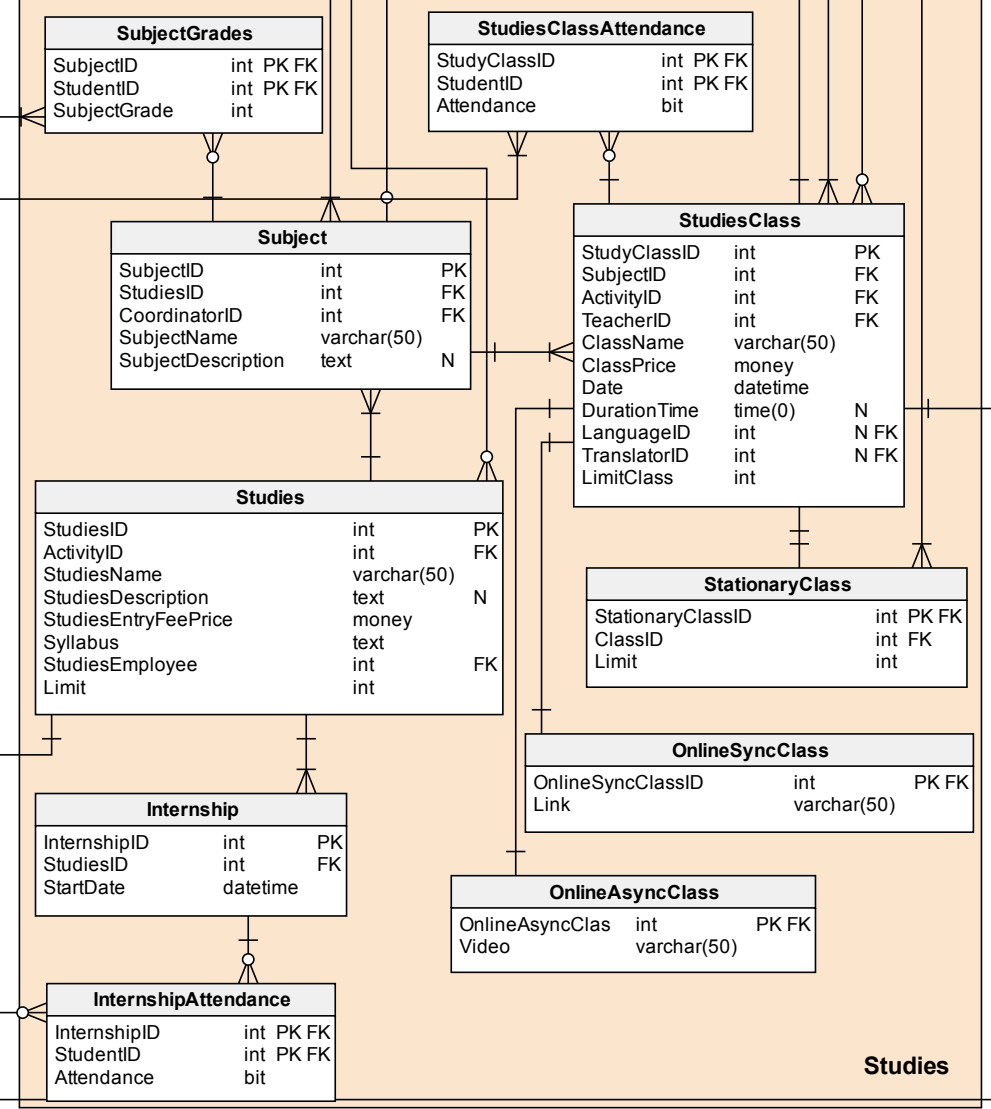 SubjectGrades
SubjectID int PK FK
StudentID int PK FK
SubjectGrade int
StudiesClassAttendance
StudyClassID int PK FK
StudentID int PK FK
Attendance bit
Subject
SubjectID int PK
StudiesID int FK
CoordinatorID int FK
SubjectName varchar(50)
SubjectDescription text N
StudiesClass
StudyClassID int PK
SubjectID int FK
ActivityID int FK
TeacherID int FK
ClassName varchar(50)
ClassPrice money
Date datetime
DurationTime time(0) N
LanguageID int N FK
TranslatorID int N FK
LimitClass int
Studies
StudiesID int PK
ActivityID int FK
StudiesName varchar(50)
StudiesDescription text N
StudiesEntryFeePrice money
Syllabus text
StudiesEmployee int FK
Limit int
StationaryClass
StationaryClassID int PK FK
ClassID int FK
Limit int
OnlineSyncClass
OnlineSyncClassID int PK FK
Link varchar(50)
Internship
InternshipID int PK
StudiesID int FK
StartDate datetime
OnlineAsyncClass
OnlineAsyncClas int PK FK
Video varchar(50)
InternshipAttendance
InternshipID int PK FK
StudentID int PK FK
Attendance bit
Studies